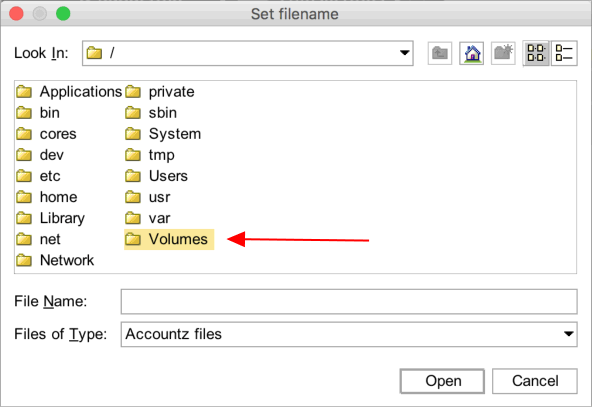 Set filename
Look In: /
Applications private
bin sbin
cores System
dev tmp
etc Users
home usr
Library var
net Volumes
Network
File Name:
Files of Type: Accountz files
Open Cancel